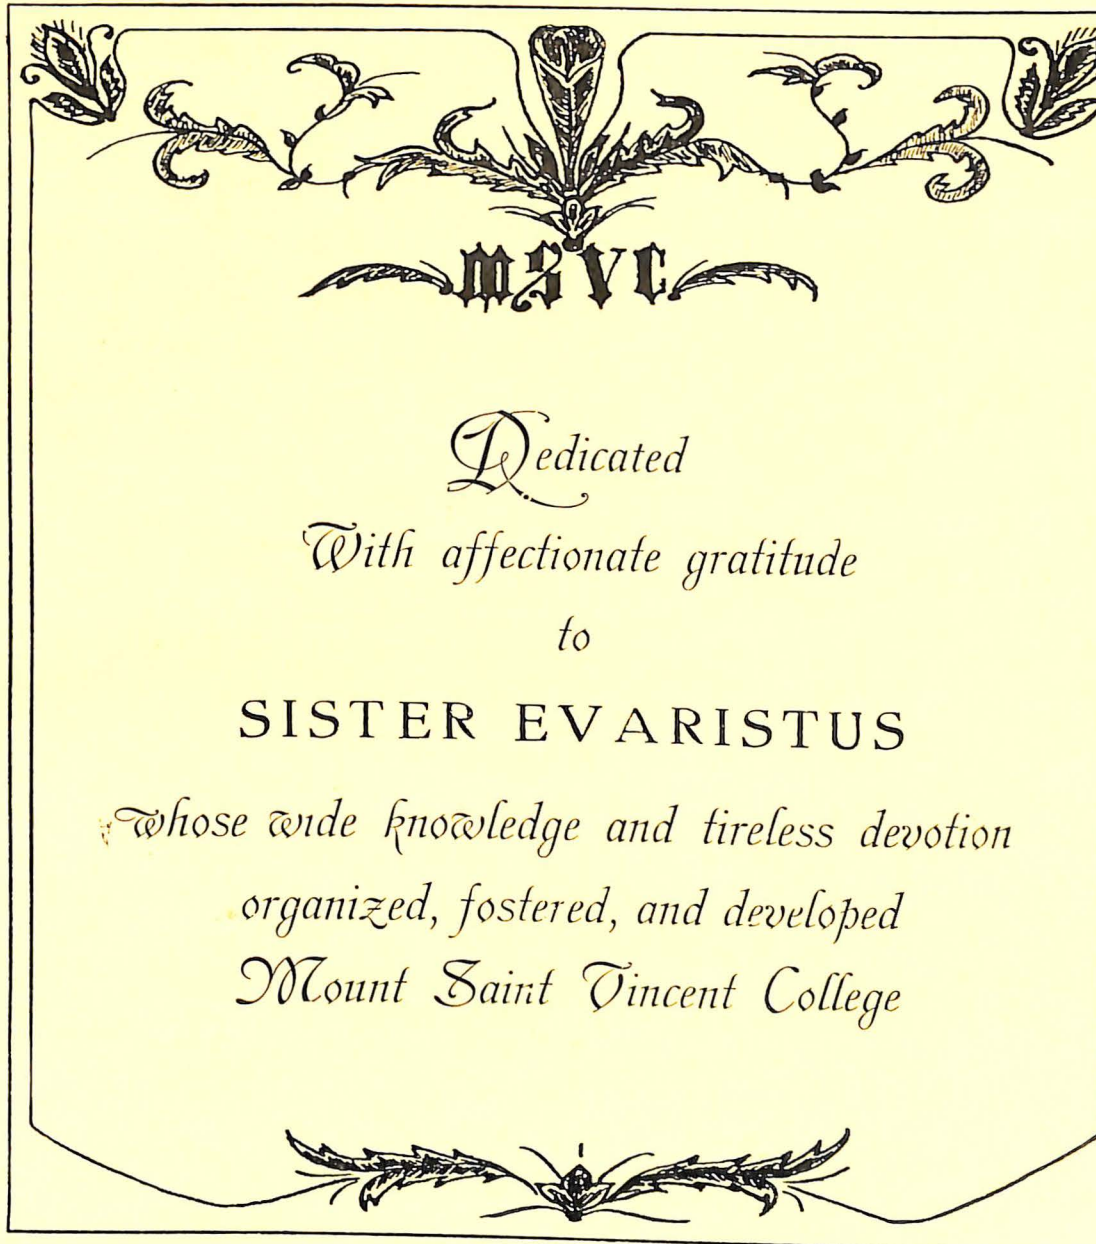 MSVC
Dedicated
With affectionate gratitude
to
SISTER EVARISTUS
whose wide knowledge and tireless devotion
organized, fostered, and developed
Mount Saint Vincent College